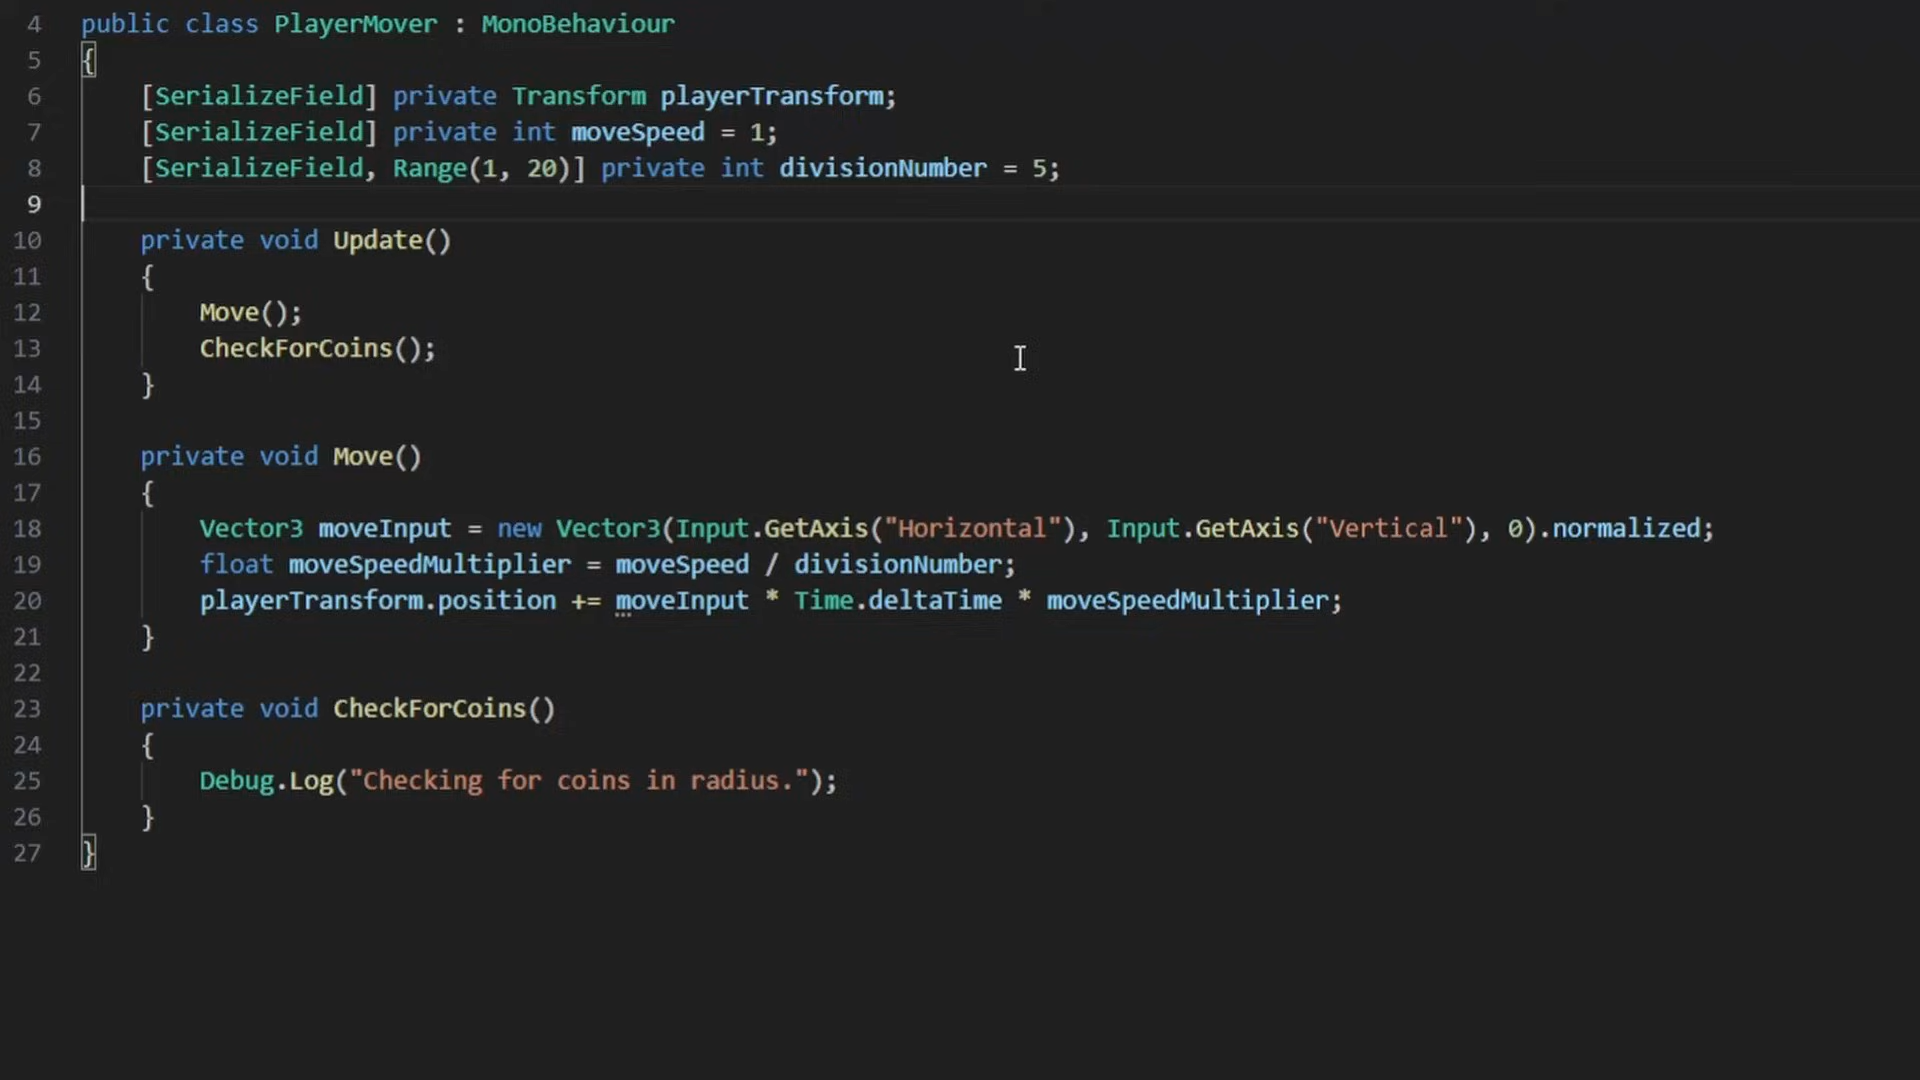 4 public class PlayerMover : MonoBehaviour
5 {
6 [SerializeField] private Transform playerTransform;
7 [SerializeField] private int moveSpeed = 1;
8 [SerializeField, Range(1, 20)] private int divisionNumber = 5;
9
10 private void Update()
11 {
12 Move();
13 CheckForCoins();
14 }
15
16 private void Move()
17 {
18 Vector3 moveInput = new Vector3(Input.GetAxis("Horizontal"), Input.GetAxis("Vertical"), 0).normalized;
19 float moveSpeedMultiplier = moveSpeed / divisionNumber;
20 playerTransform.position += moveInput * Time.deltaTime * moveSpeedMultiplier;
21 }
22
23 private void CheckForCoins()
24 {
25 Debug.Log("Checking for coins in radius.");
26 }
27 }